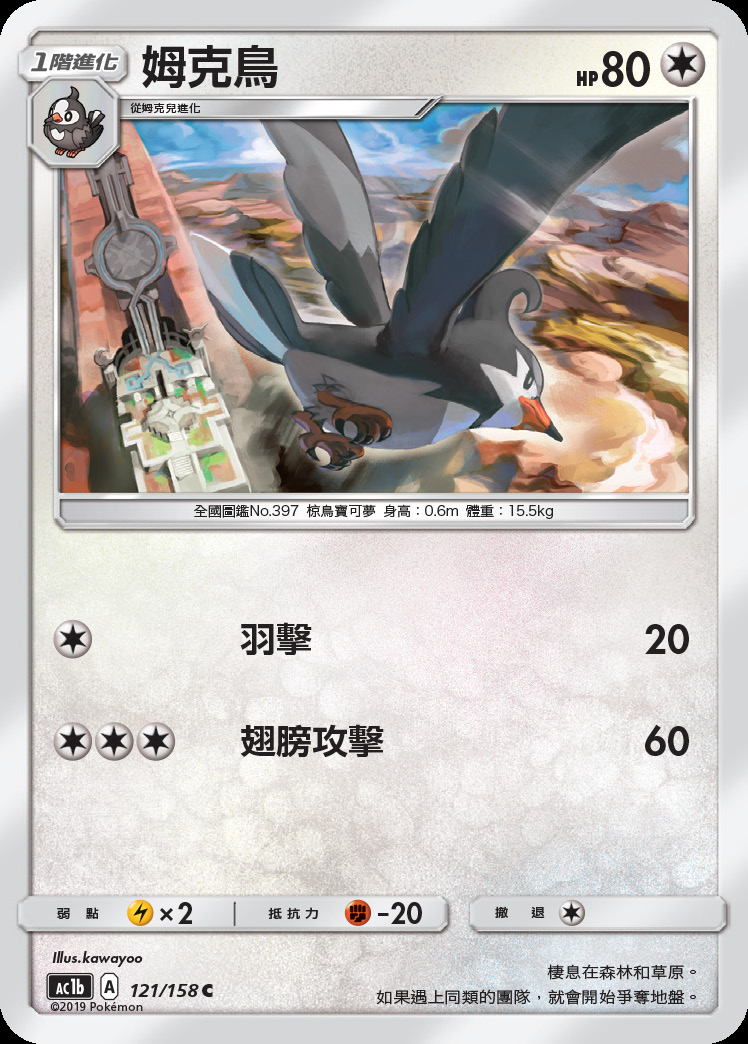 1階進化
姆克鳥
HP80
從姆克兒進化
全國圖鑑No.397 椋鳥寶可夢 身高：0.6m 體重：15.5kg
羽擊 20
翅膀攻擊 60
弱點 ×2 抵抗力 -20 撤退
Illus.kawayoo
棲息在森林和草原。
AC1b A 121/158 C
如果遇上同類的團隊，就會開始爭奪地盤。
©2019 Pokémon